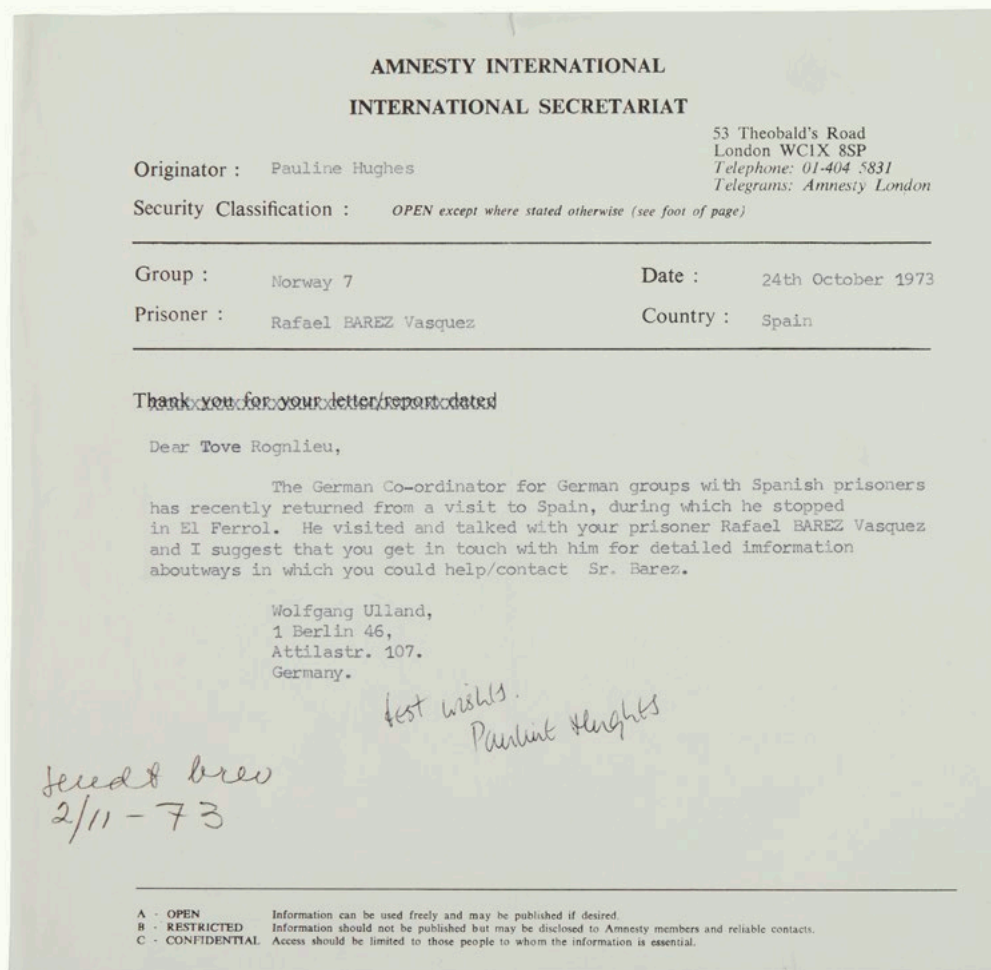 AMNESTY INTERNATIONAL
INTERNATIONAL SECRETARIAT
53 Theobald's Road
London WC1X 8SP
Telephone: 01-404 5831
Telegrams: Amnesty London
Originator : Pauline Hughes
Security Classification : OPEN except where stated otherwise (see foot of page)
Group : Norway 7 Date : 24th October 1973
Prisoner : Rafael BAREZ Vasquez Country : Spain
Thank you for your letter/report dated
Dear Tove Rognlieu,
The German Co-ordinator for German groups with Spanish prisoners
has recently returned from a visit to Spain, during which he stopped
in El Ferrol. He visited and talked with your prisoner Rafael BAREZ Vasquez
and I suggest that you get in touch with him for detailed imformation
aboutways in which you could help/contact Sr. Barez.
Wolfgang Ulland,
1 Berlin 46,
Attilastr. 107.
Germany.
best wishes.
Pauline Hughes
sendt brev
2/11 - 73
A - OPEN Information can be used freely and may be published if desired.
B - RESTRICTED Information should not be published but may be disclosed to Amnesty members and reliable contacts.
C - CONFIDENTIAL Access should be limited to those people to whom the information is essential.